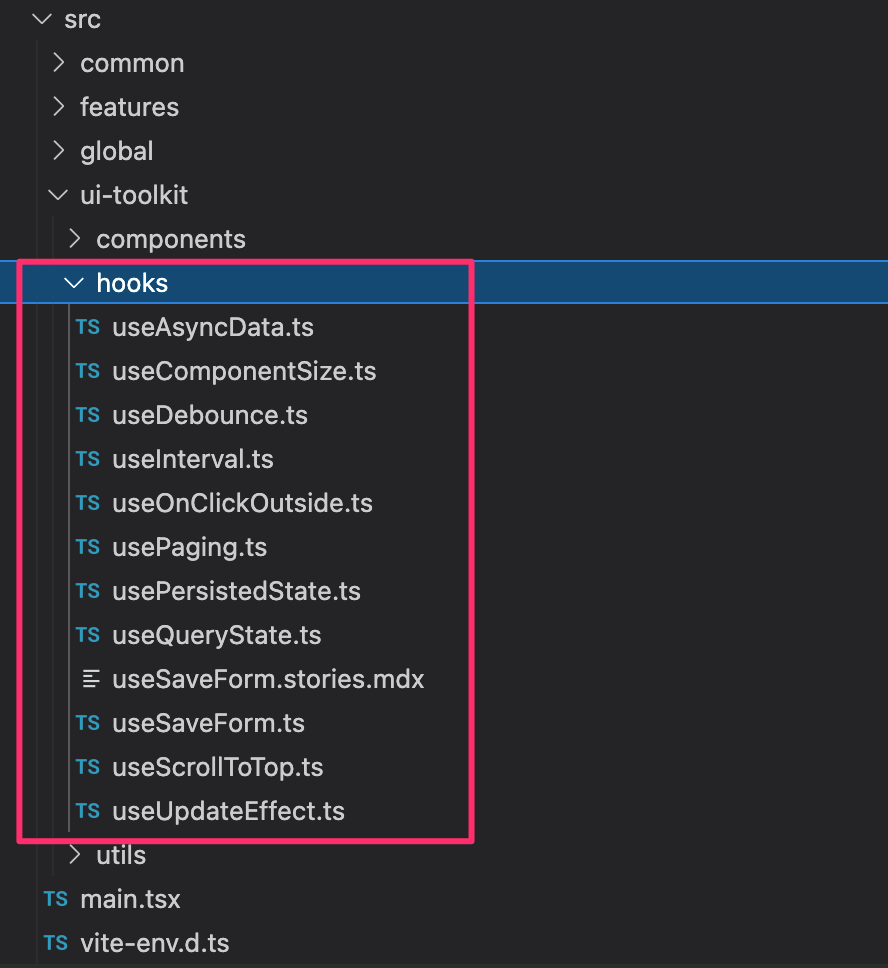 src
common
features
global
ui-toolkit
components
hooks
TS useAsyncData.ts
TS useComponentSize.ts
TS useDebounce.ts
TS useInterval.ts
TS useOnClickOutside.ts
TS usePaging.ts
TS usePersistedState.ts
TS useQueryState.ts
useSaveForm.stories.mdx
TS useSaveForm.ts
TS useScrollToTop.ts
TS useUpdateEffect.ts
utils
TS main.tsx
TS vite-env.d.ts